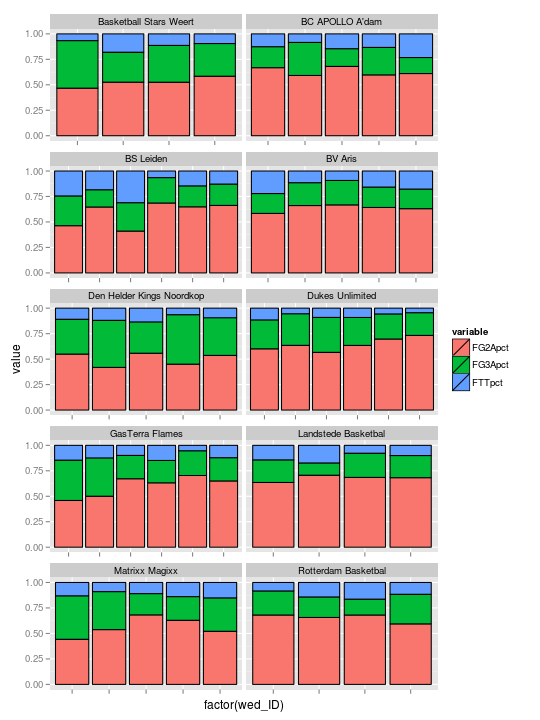 Basketball Stars Weert
BC APOLLO A'dam
1.00
0.75
0.50
0.25
0.00
BS Leiden
BV Aris
1.00
0.75
0.50
0.25
0.00
Den Helder Kings Noordkop
Dukes Unlimited
1.00
0.75
0.50
0.25
0.00
GasTerra Flames
Landstede Basketbal
1.00
0.75
0.50
0.25
0.00
Matrixx Magixx
Rotterdam Basketbal
1.00
0.75
0.50
0.25
0.00
value
factor(wed_ID)
variable
FG2Apct
FG3Apct
FTTpct